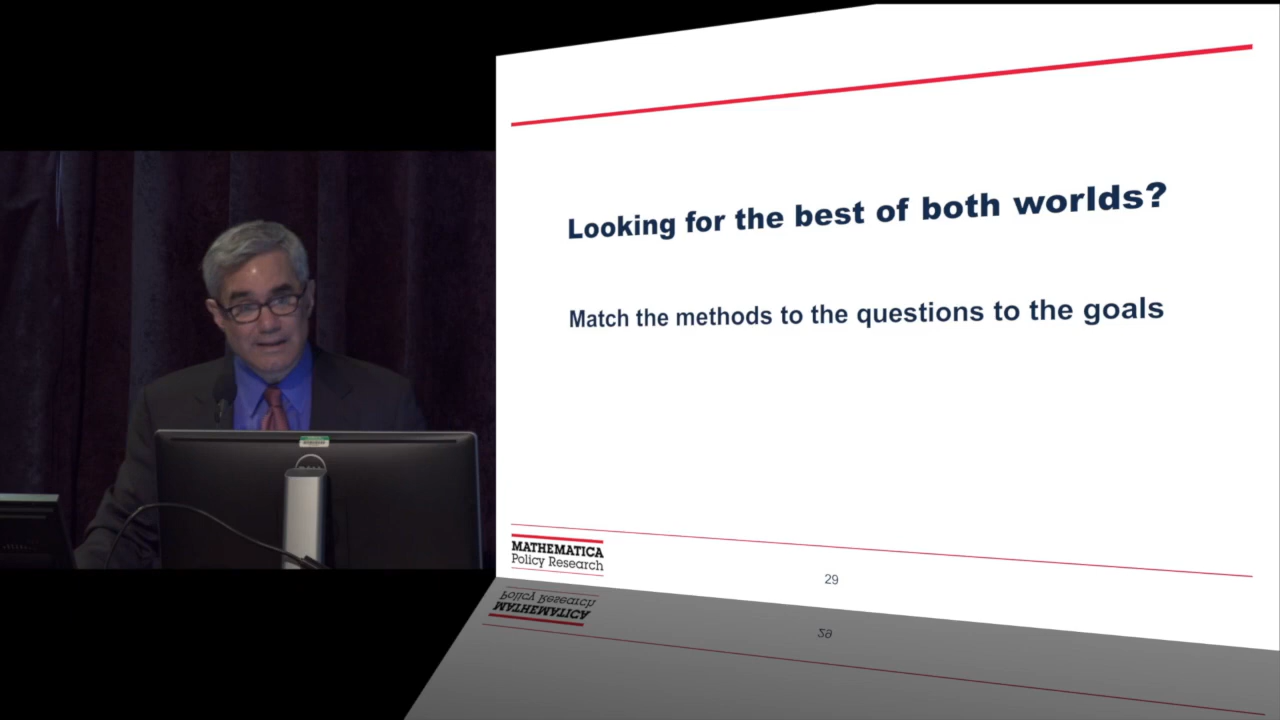 Looking for the best of both worlds?
Match the methods to the questions to the goals
MATHEMATICA
Policy Research
29